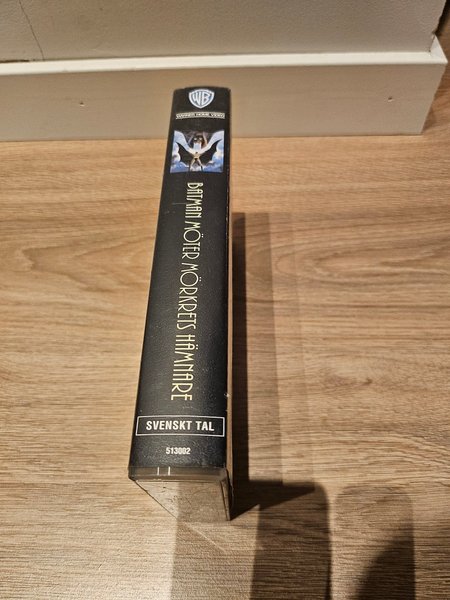 WB
WARNER HOME VIDEO
BATMAN MÖTER MÖRKRETS HÄMNARE
SVENSKT TAL
513002